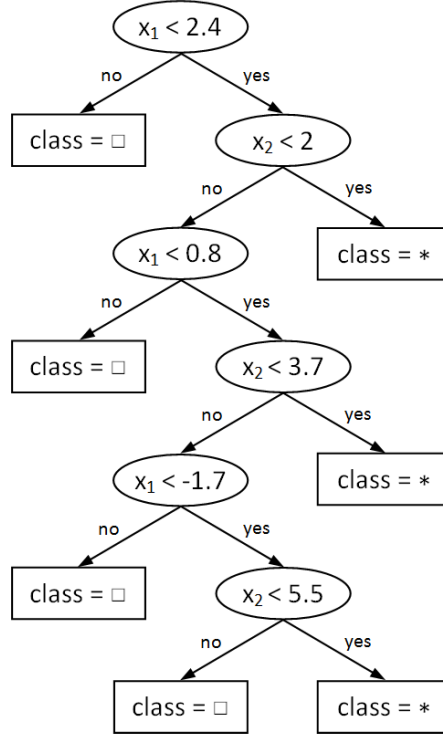 x₁ < 2.4
no
yes
class = □
x₂ < 2
no
yes
x₁ < 0.8
class = *
no
yes
class = □
x₂ < 3.7
no
yes
x₁ < -1.7
class = *
no
yes
class = □
x₂ < 5.5
no
yes
class = □
class = *